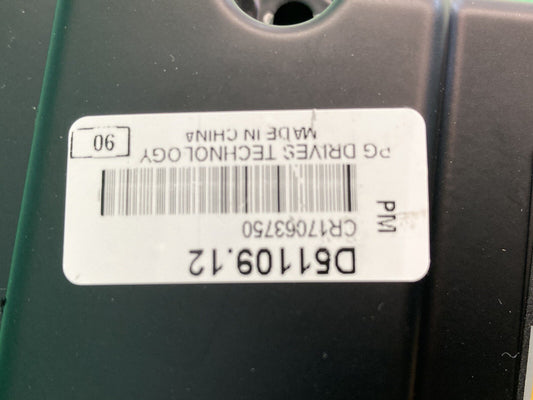 D51109.12
CR17063750
PM
PG DRIVES TECHNOLOGY
MADE IN CHINA
90